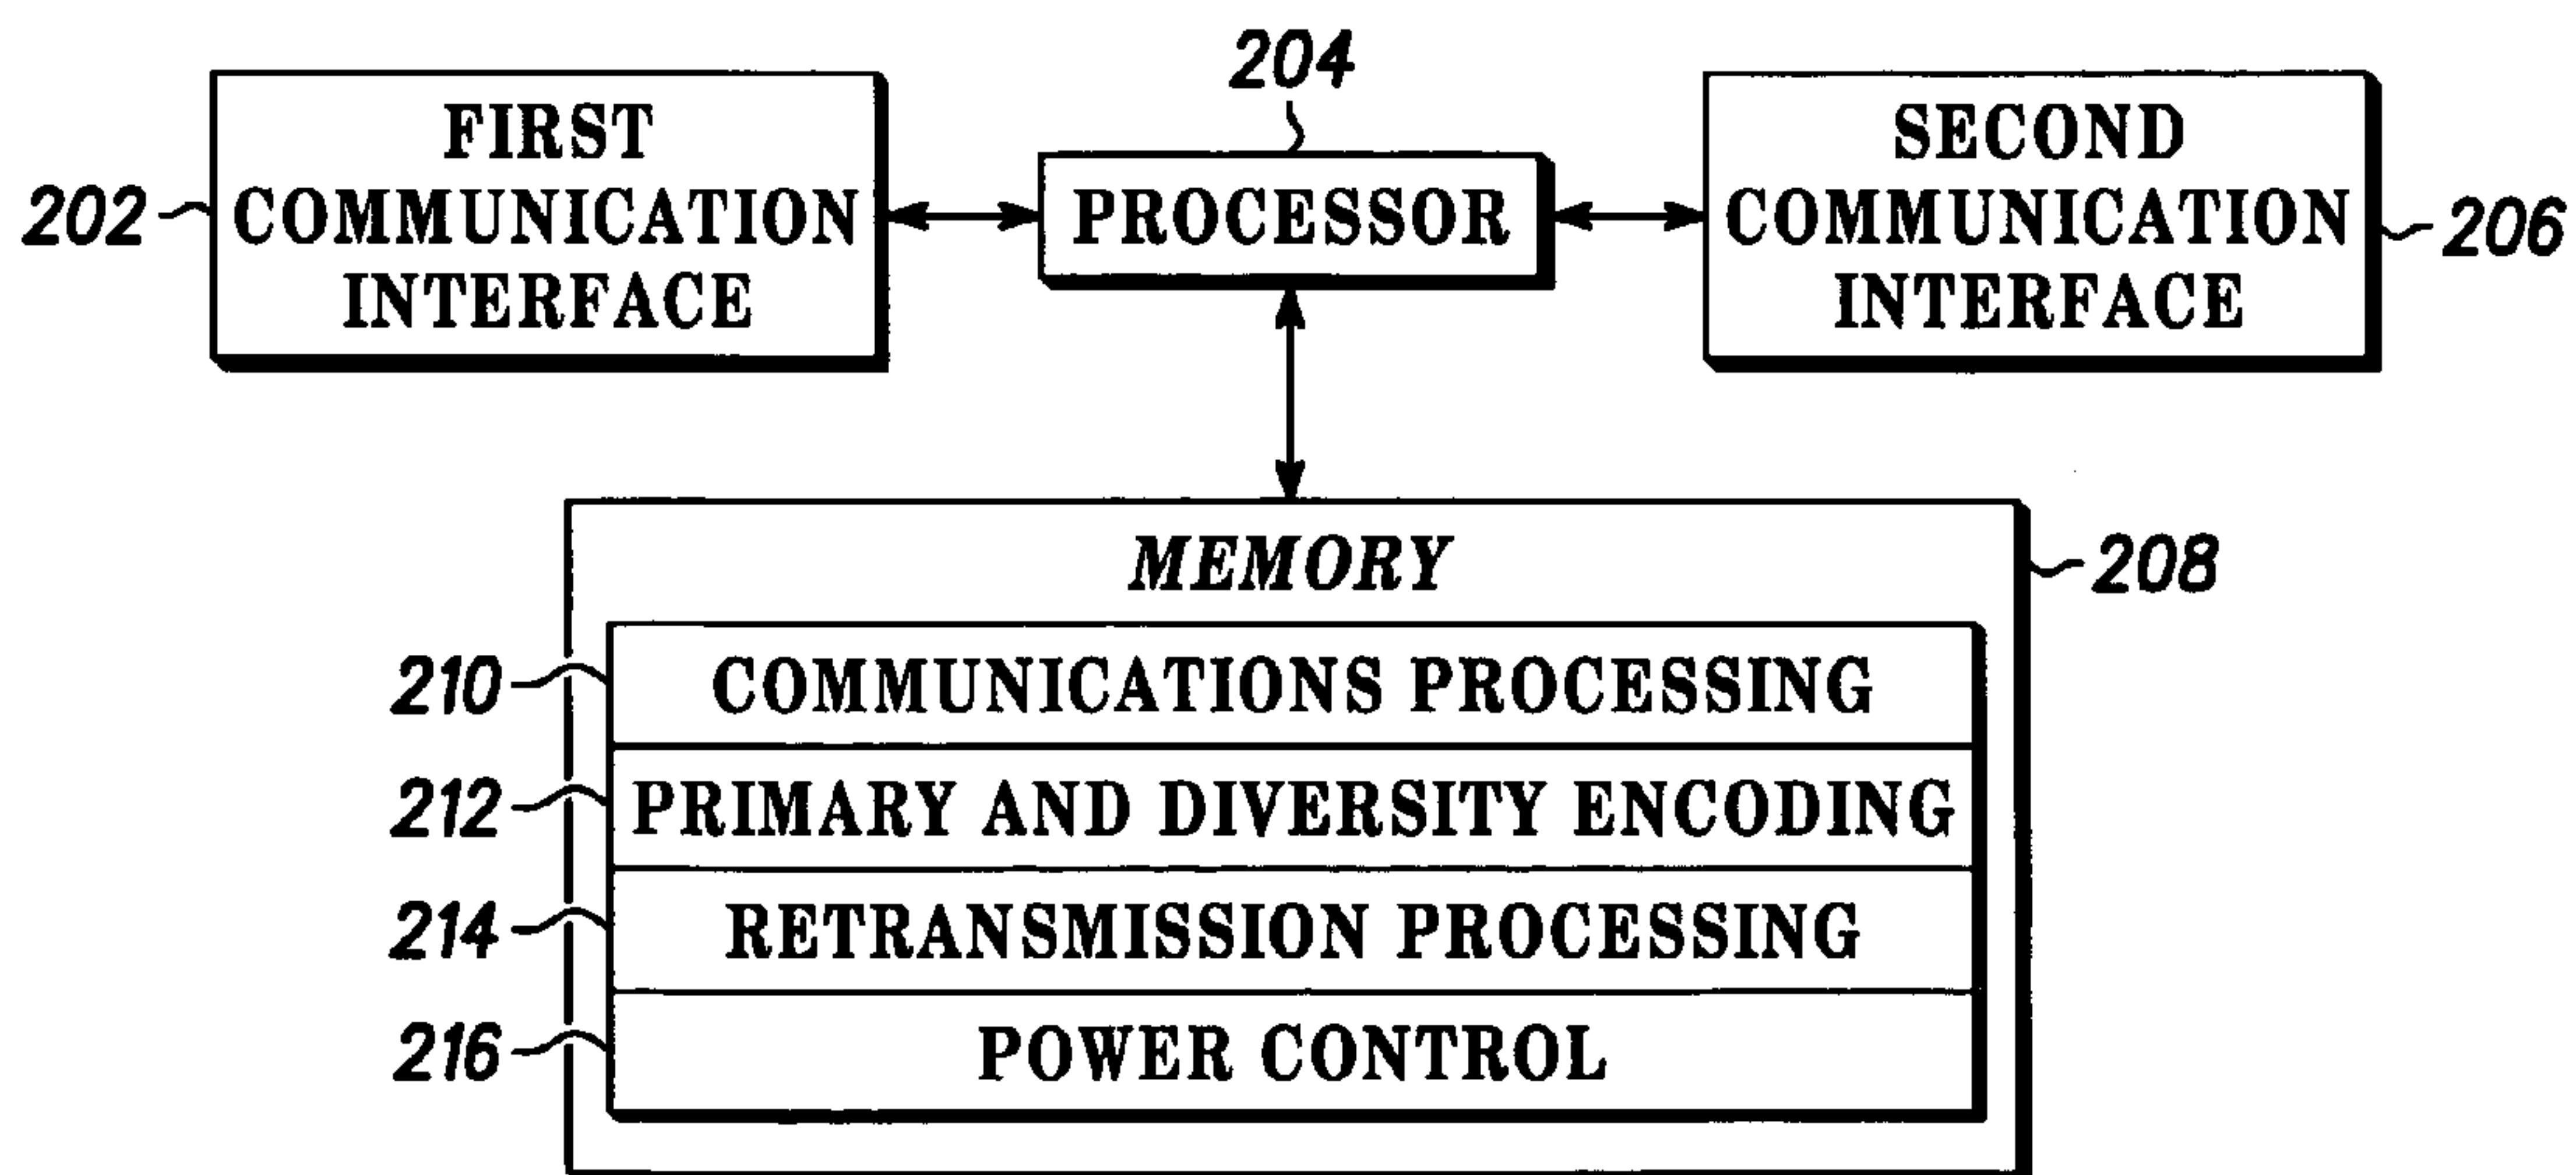 204
FIRST
COMMUNICATION
INTERFACE
202
PROCESSOR
SECOND
COMMUNICATION
INTERFACE
206
MEMORY
208
210
COMMUNICATIONS PROCESSING
212
PRIMARY AND DIVERSITY ENCODING
214
RETRANSMISSION PROCESSING
216
POWER CONTROL